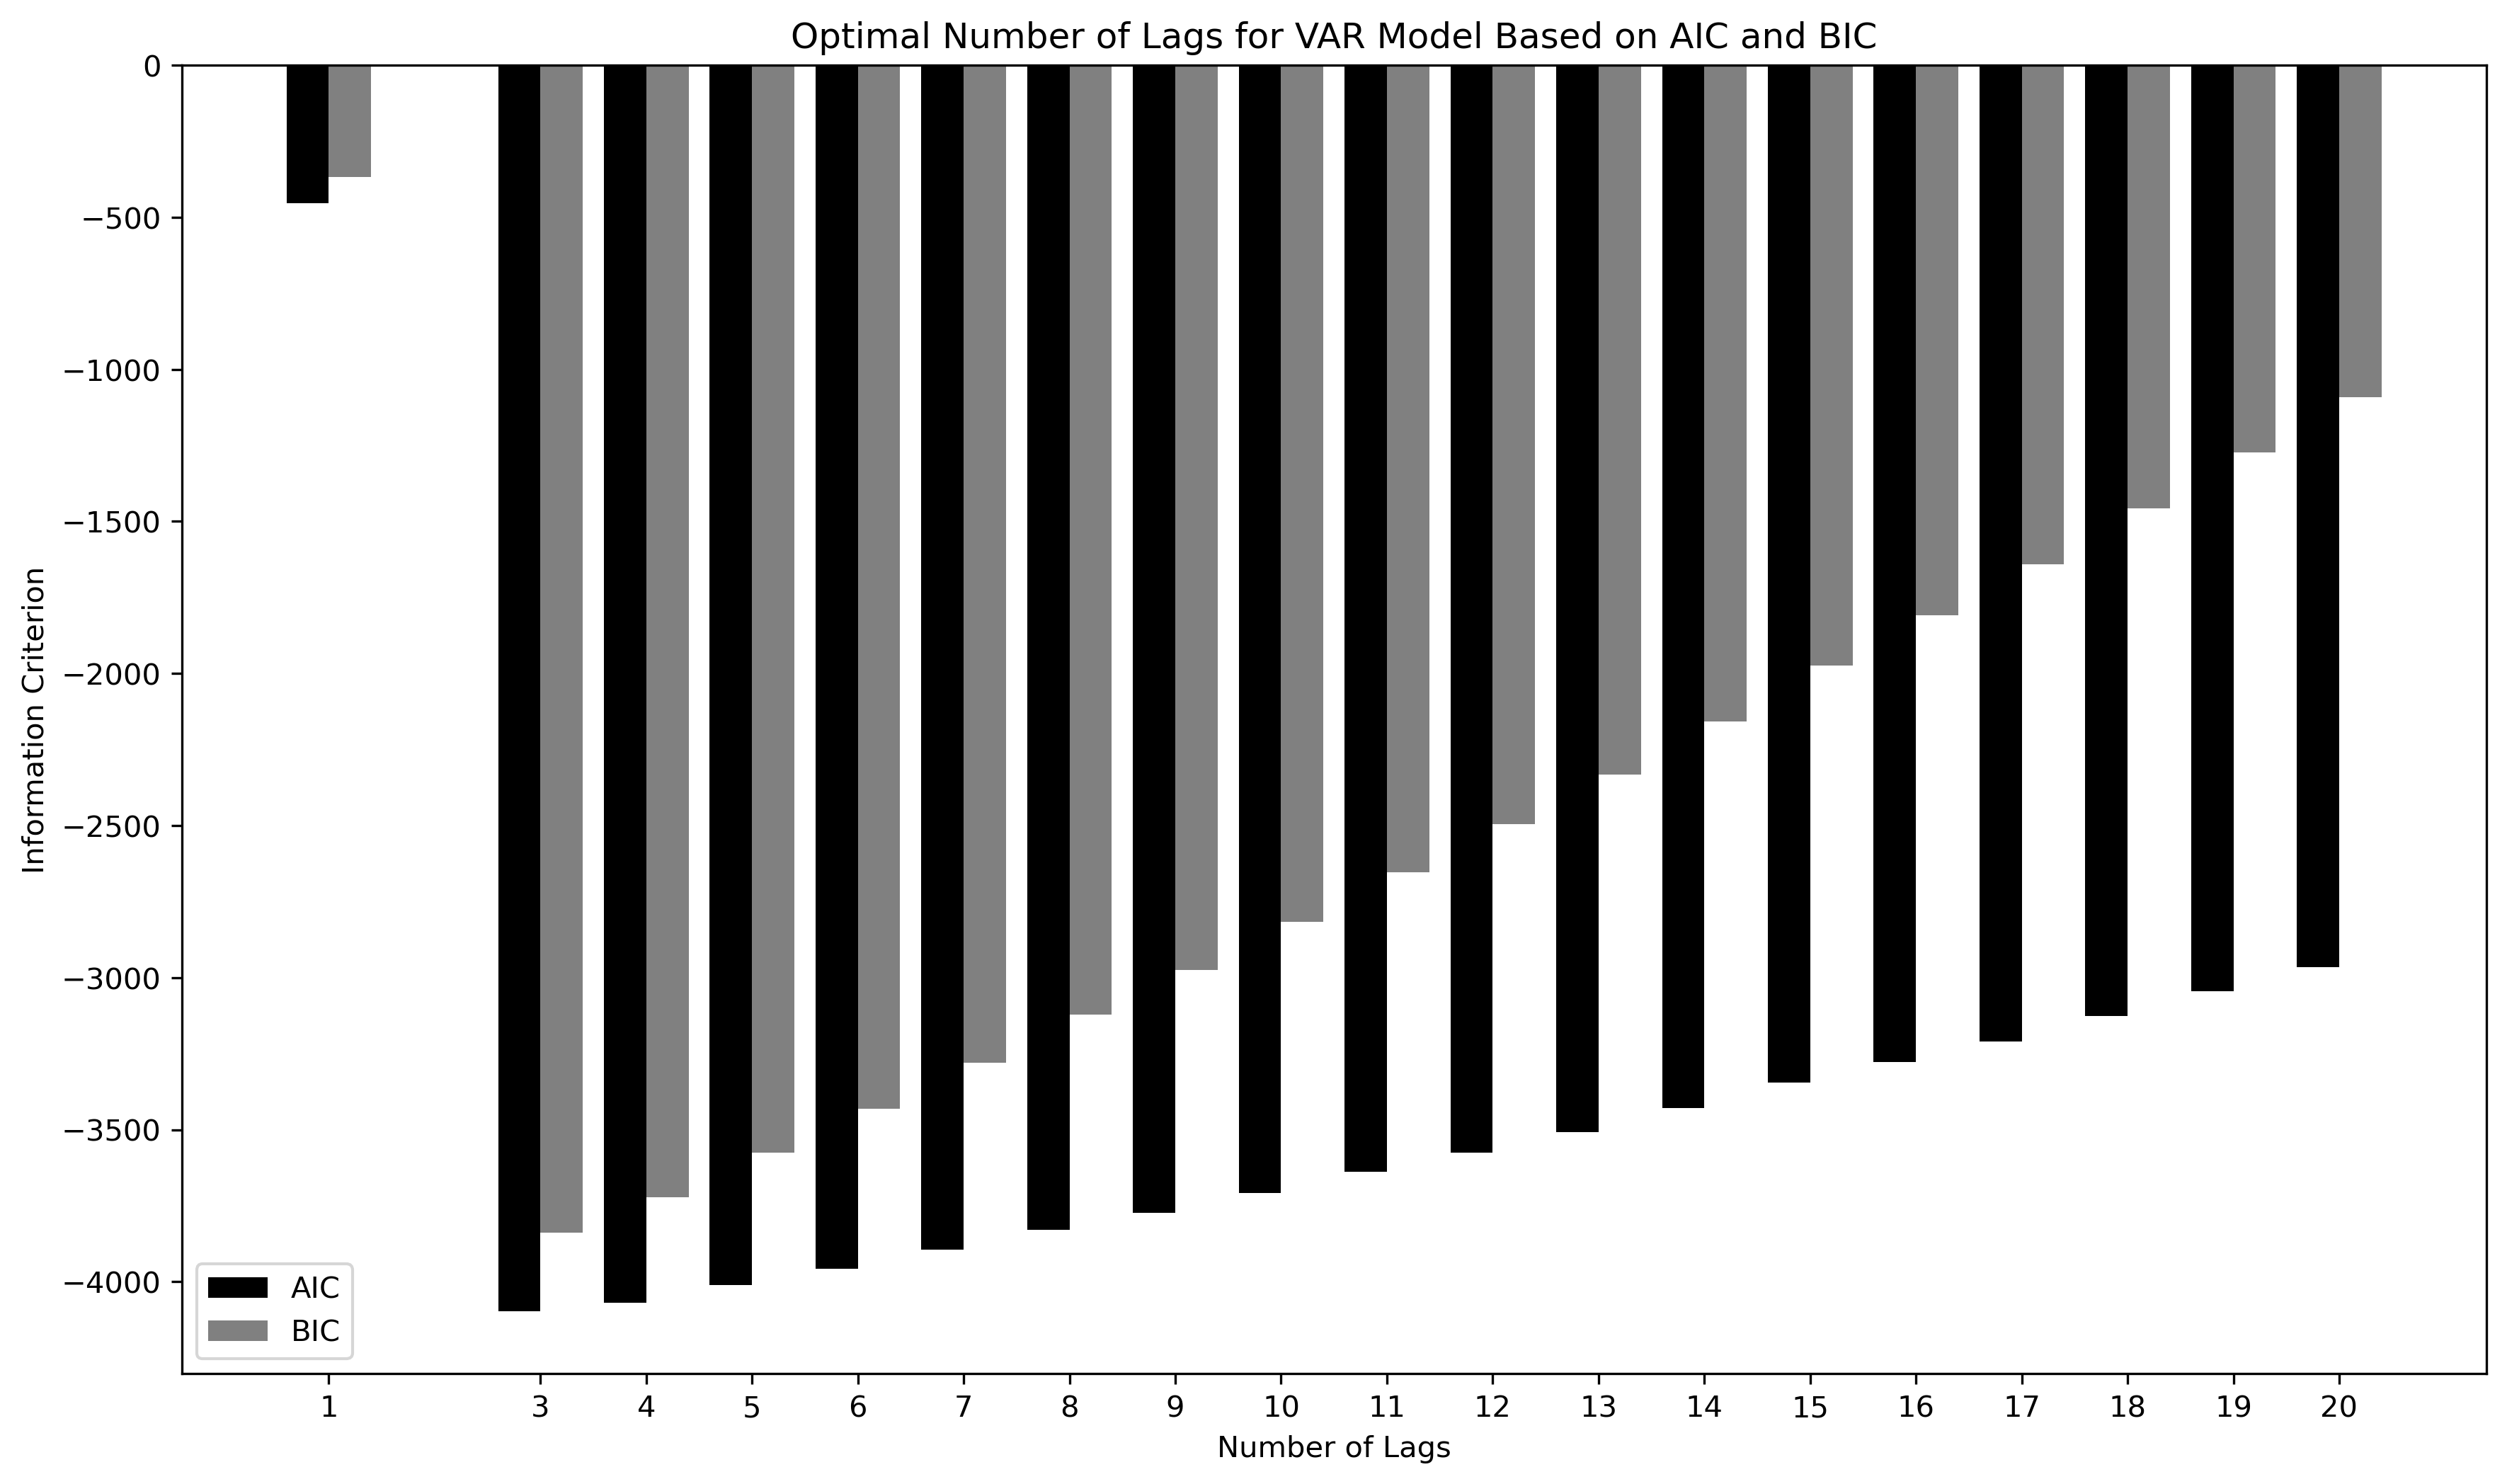 Optimal Number of Lags for VAR Model Based on AIC and BIC
0
−500
−1000
−1500
−2000
−2500
−3000
−3500
−4000
Information Criterion
AIC
BIC
1 3 4 5 6 7 8 9 10 11 12 13 14 15 16 17 18 19 20
Number of Lags